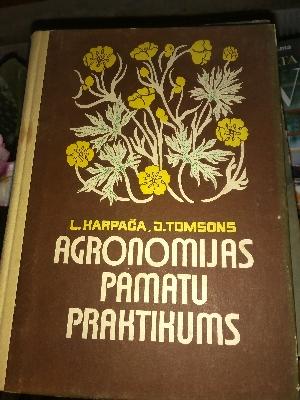 L.HARPAČA, J.TOMSONS
AGRONOMIJAS
PAMATU
PRAKTIKUMS